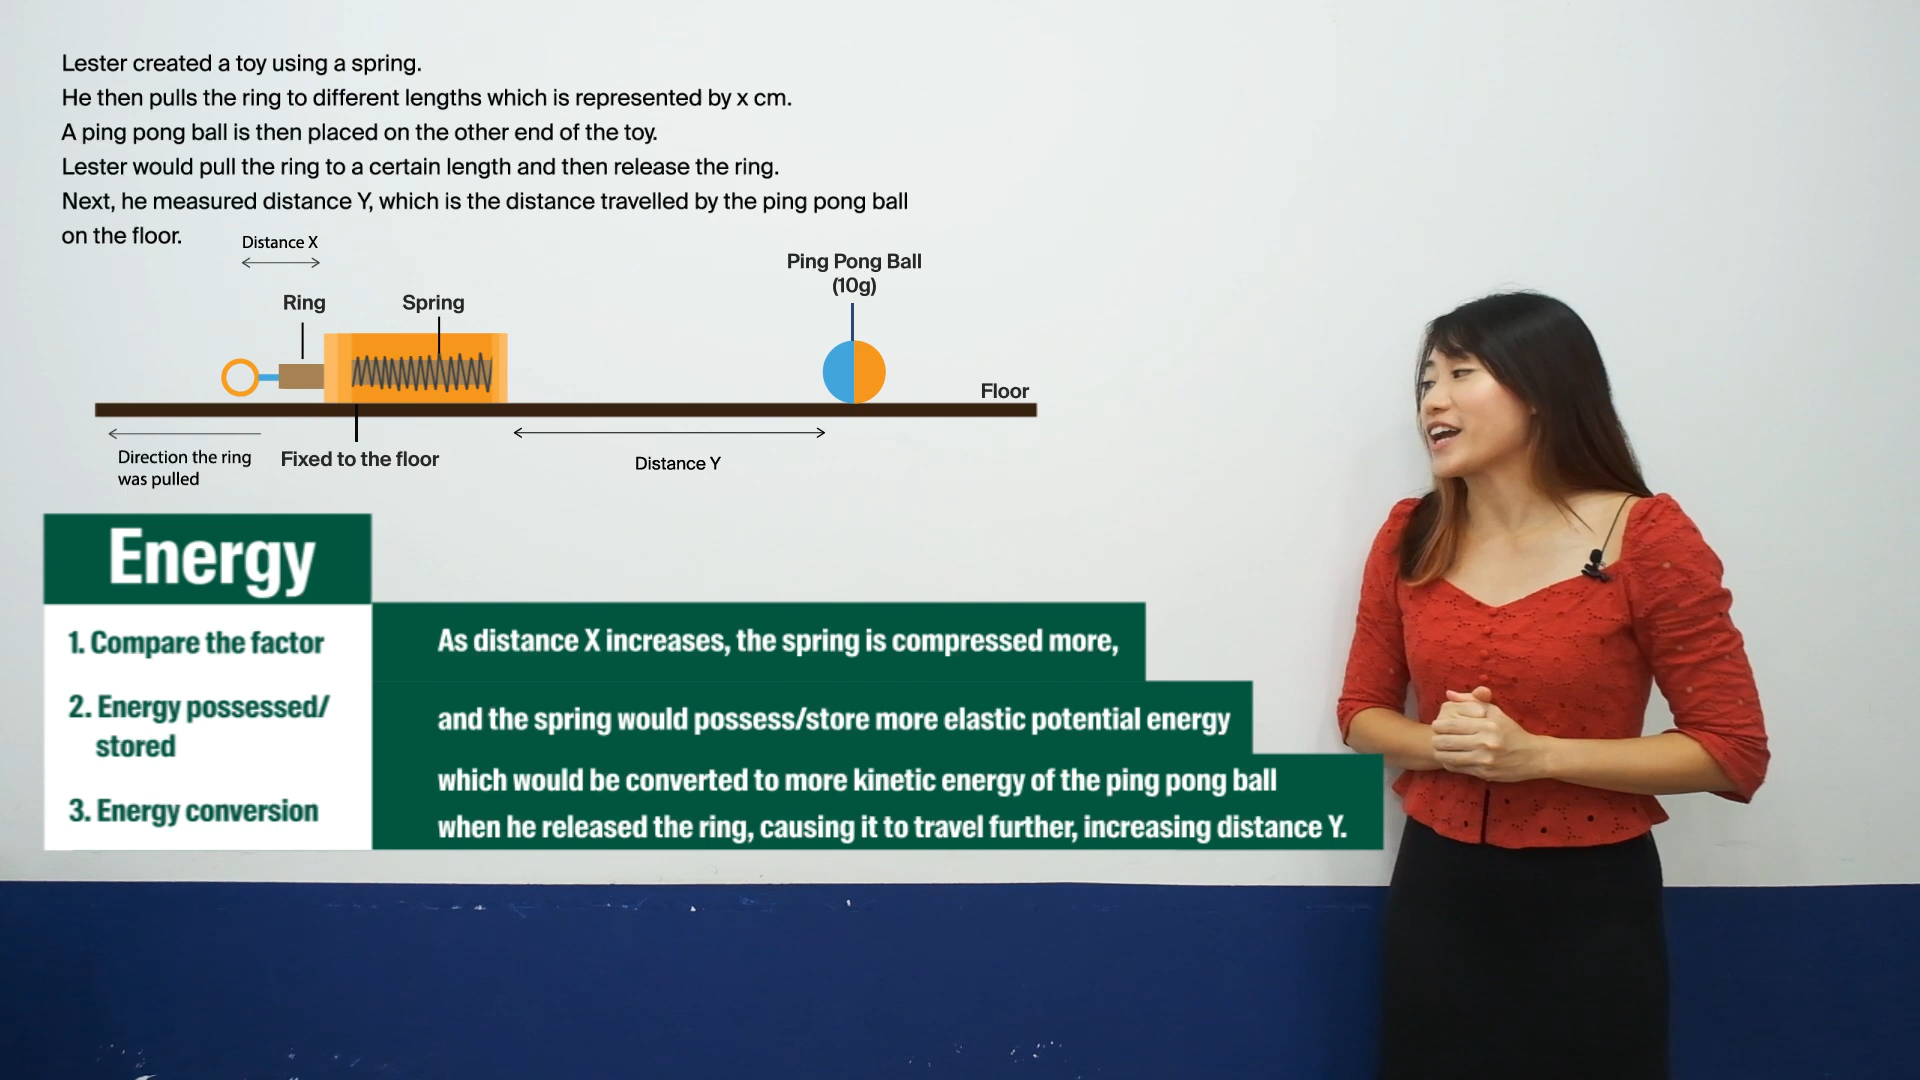 Lester created a toy using a spring.
He then pulls the ring to different lengths which is represented by x cm.
A ping pong ball is then placed on the other end of the toy.
Lester would pull the ring to a certain length and then release the ring.
Next, he measured distance Y, which is the distance travelled by the ping pong ball
on the floor.
Distance X
Ping Pong Ball
(10g)
Ring
Spring
Floor
Direction the ring
was pulled
Fixed to the floor
Distance Y
Energy
1. Compare the factor
As distance X increases, the spring is compressed more,
2. Energy possessed/
stored
and the spring would possess/store more elastic potential energy
3. Energy conversion
which would be converted to more kinetic energy of the ping pong ball
when he released the ring, causing it to travel further, increasing distance Y.